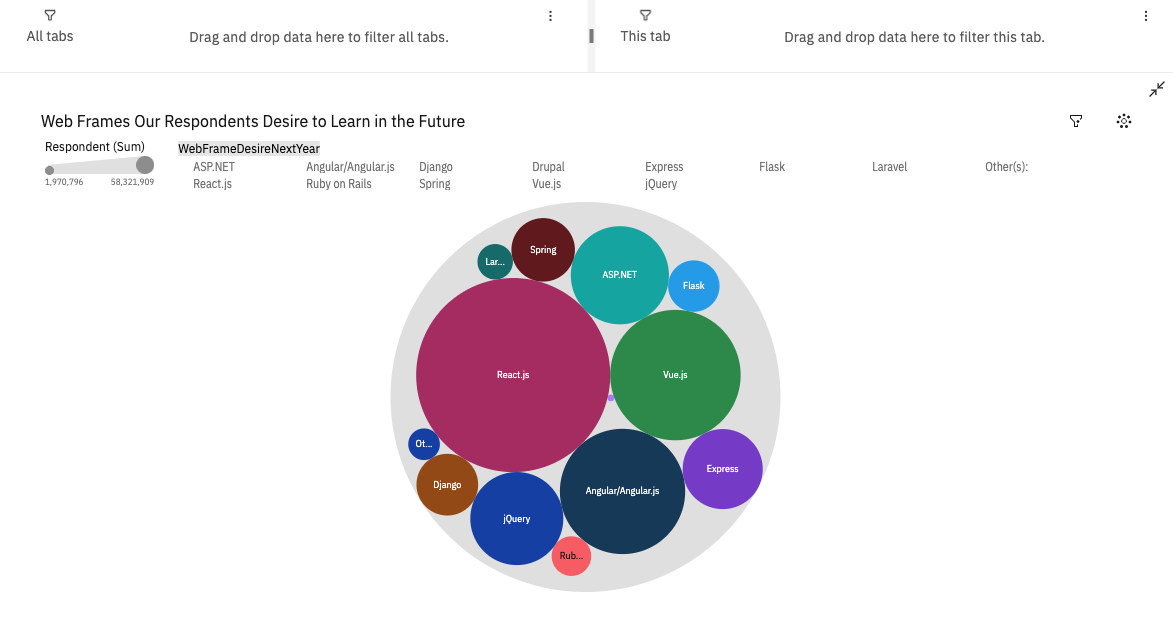 All tabs
Drag and drop data here to filter all tabs.
This tab
Drag and drop data here to filter this tab.
Web Frames Our Respondents Desire to Learn in the Future
Respondent (Sum)
1,970,796 58,321,909
WebFrameDesireNextYear
ASP.NET Angular/Angular.js Django Drupal Express Flask Laravel Other(s):
React.js Ruby on Rails Spring Vue.js jQuery
Spring
Lar...
ASP.NET
Flask
React.js
Vue.js
Ot...
Express
Django
Angular/Angular.js
jQuery
Rub...